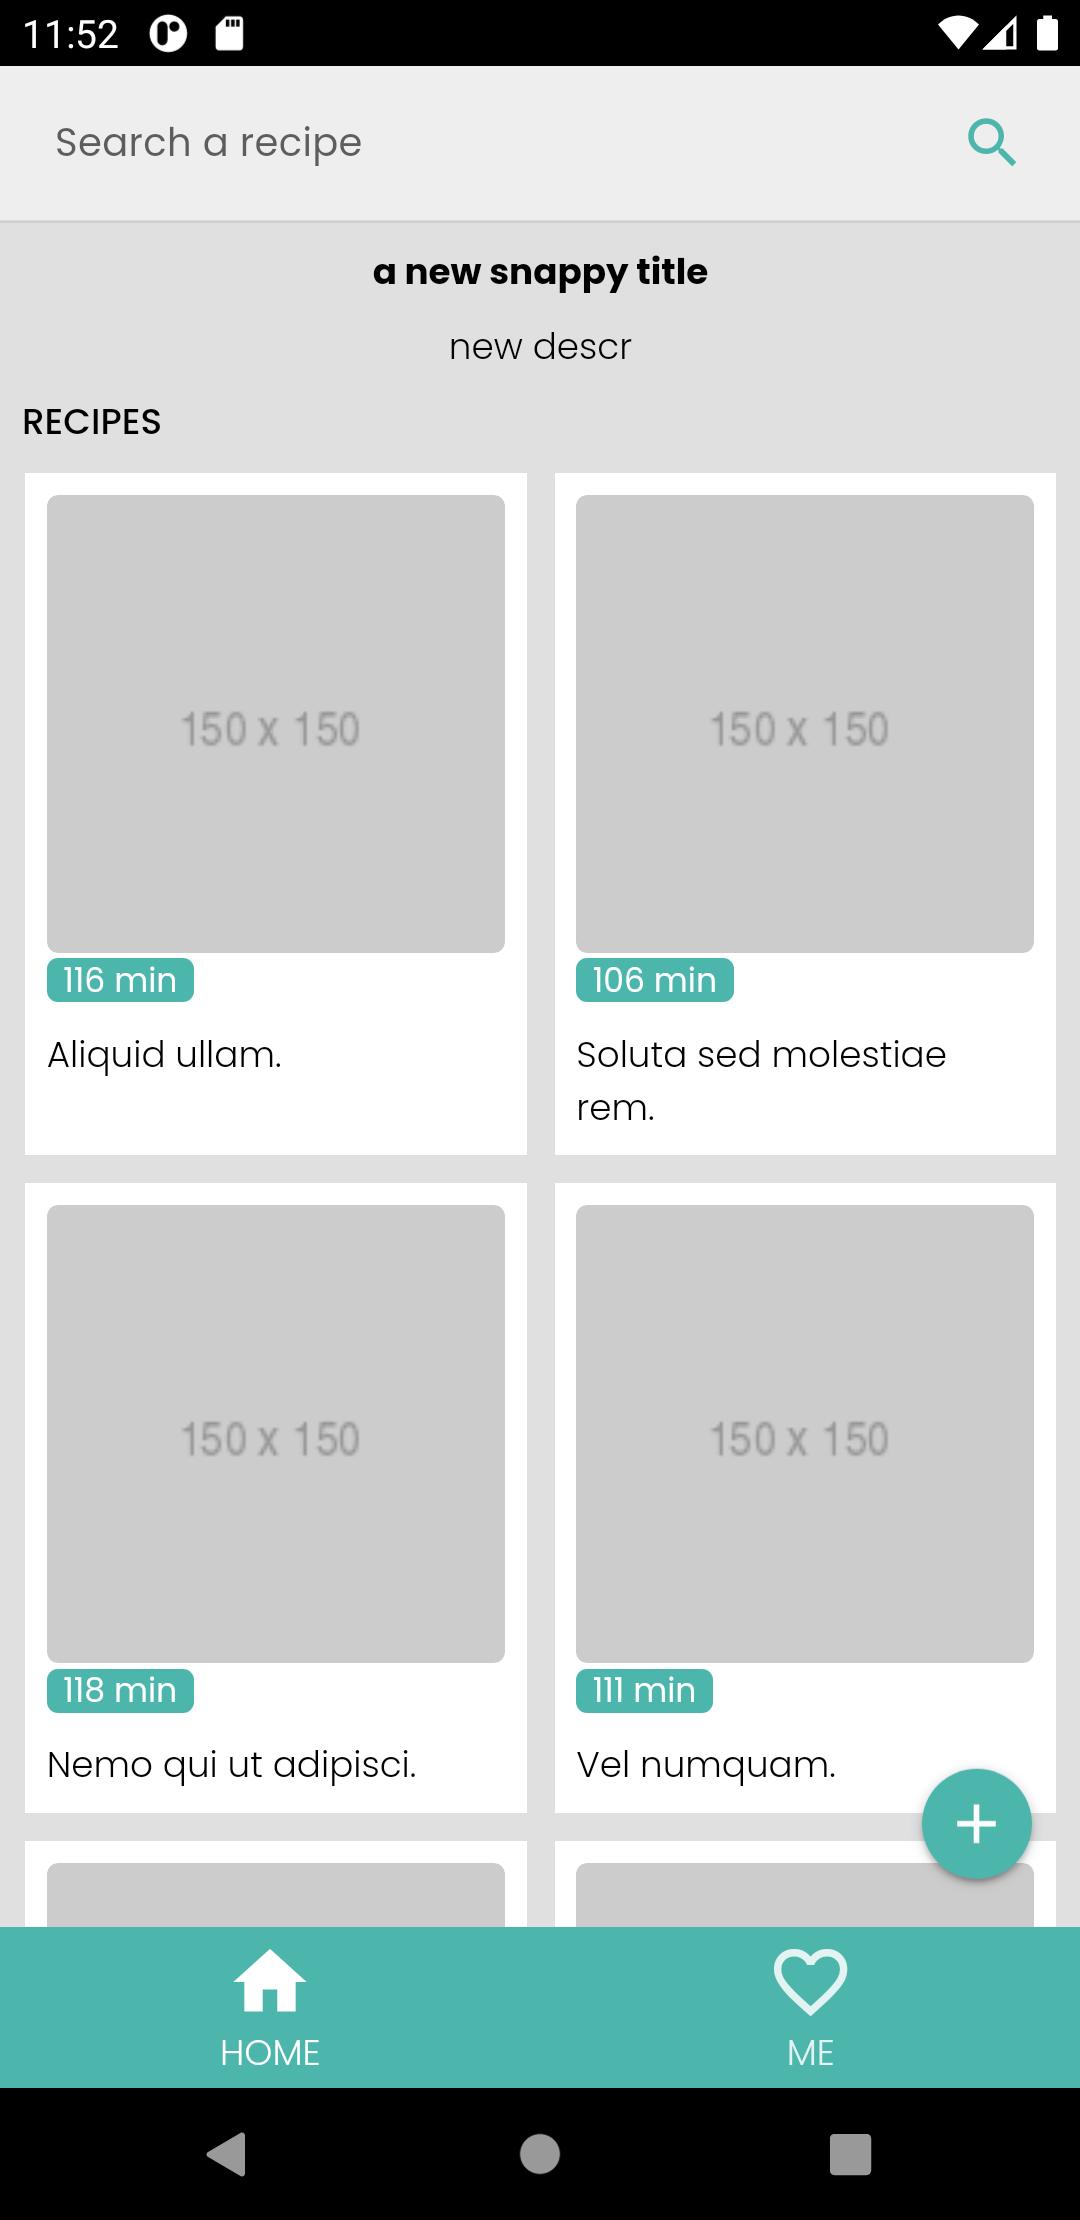 11:52
Search a recipe
a new snappy title
new descr
RECIPES
150 x 150
150 x 150
116 min
106 min
Aliquid ullam.
Soluta sed molestiae
rem.
150 x 150
150 x 150
118 min
111 min
Nemo qui ut adipisci.
Vel numquam.
HOME
ME